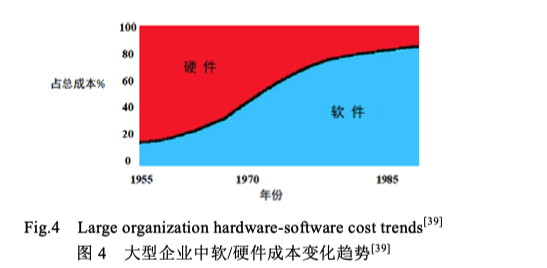 100
80
60
40
20
0
占总成本%
硬 件
软 件
1955 1970 1985
年份
Fig.4 Large organization hardware-software cost trends[39]
图 4 大型企业中软/硬件成本变化趋势[39]